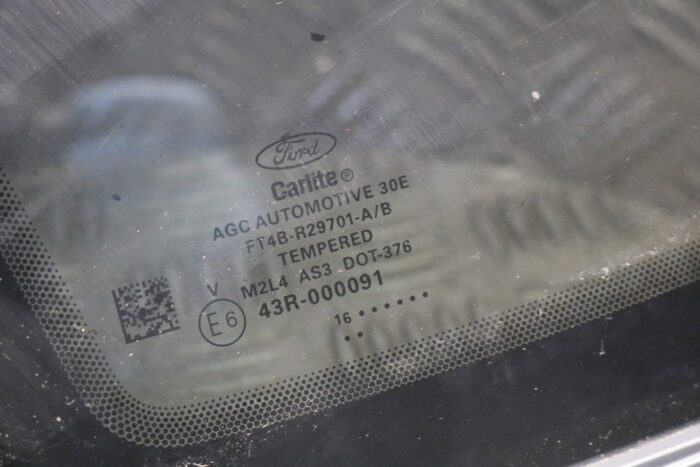 Ford
Carlite®
AGC AUTOMOTIVE 30E
FT4B-R29701-A/B
TEMPERED
V M2L4 AS3 DOT-376
E6 43R-000091
16 • • • • • •
• •